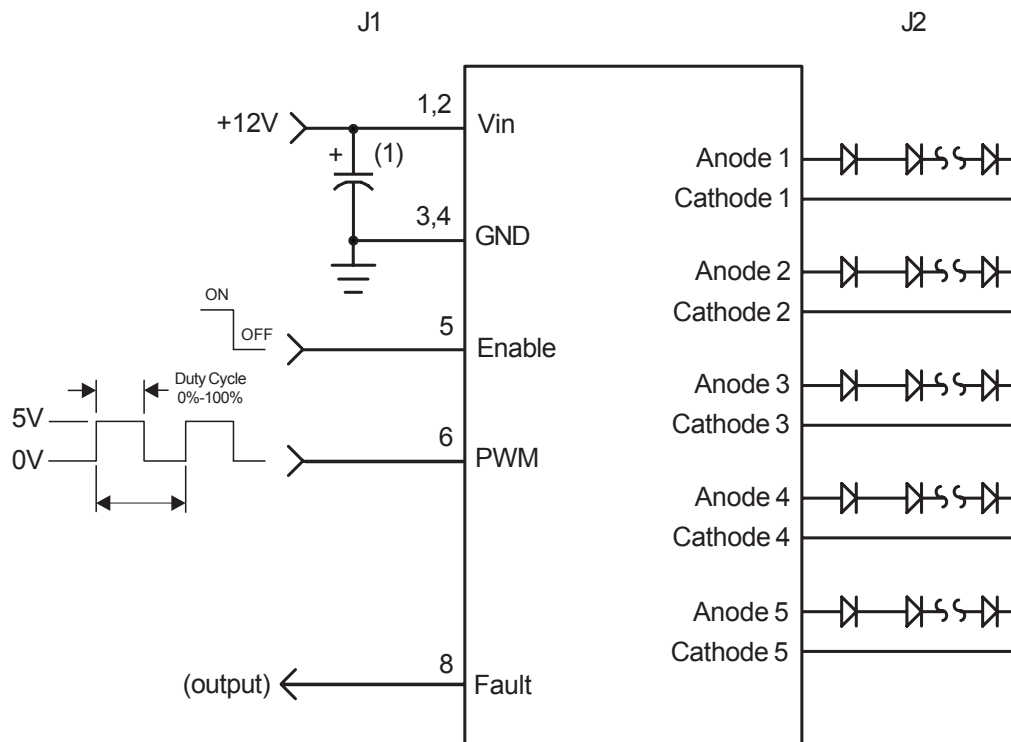 J1
J2
+12V
1,2
Vin
+
(1)
3,4
GND
ON
OFF
5
Enable
Duty Cycle
0%-100%
5V
0V
6
PWM
8
Fault
(output)
Anode 1
Cathode 1
Anode 2
Cathode 2
Anode 3
Cathode 3
Anode 4
Cathode 4
Anode 5
Cathode 5